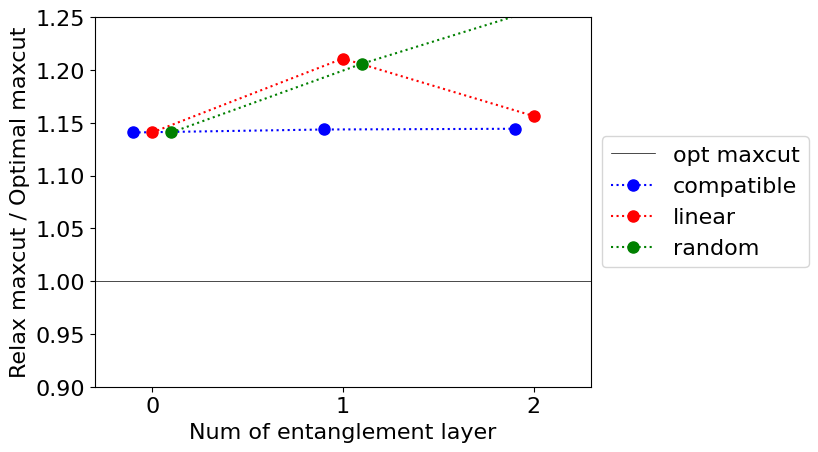 Relax maxcut / Optimal maxcut
1.25
1.20
1.15
1.10
1.05
1.00
0.95
0.90
0
1
2
Num of entanglement layer
opt maxcut
compatible
linear
random